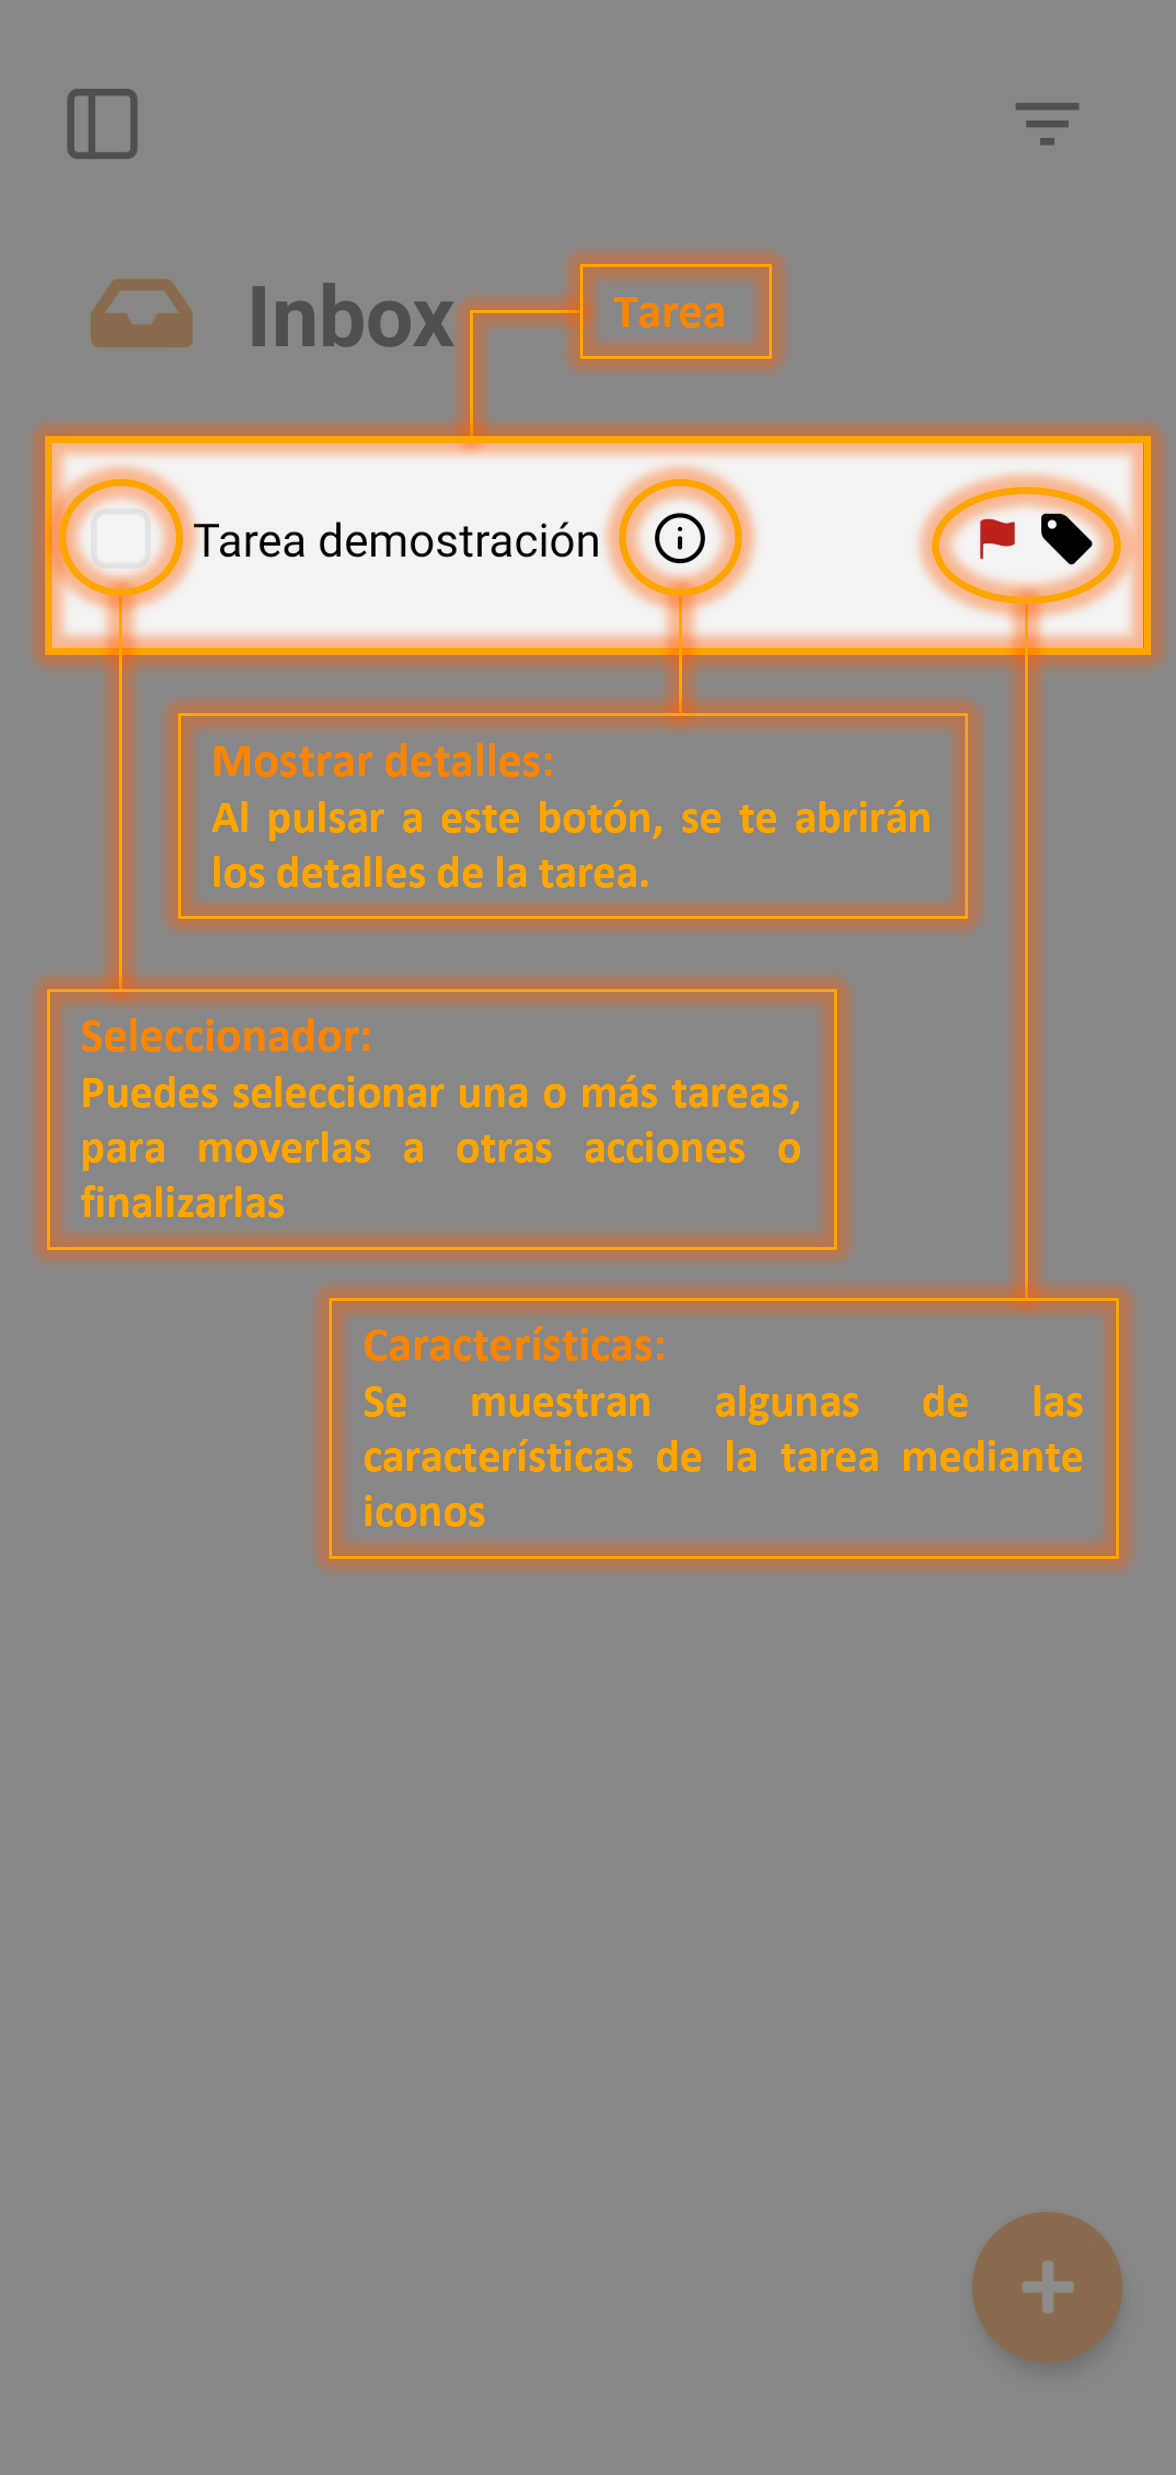 Inbox
Tarea
Tarea demostración
Mostrar detalles:
Al pulsar a este botón, se te abrirán
los detalles de la tarea.
Seleccionador:
Puedes seleccionar una o más tareas,
para moverlas a otras acciones o
finalizarlas
Características:
Se muestran algunas de las
características de la tarea mediante
iconos